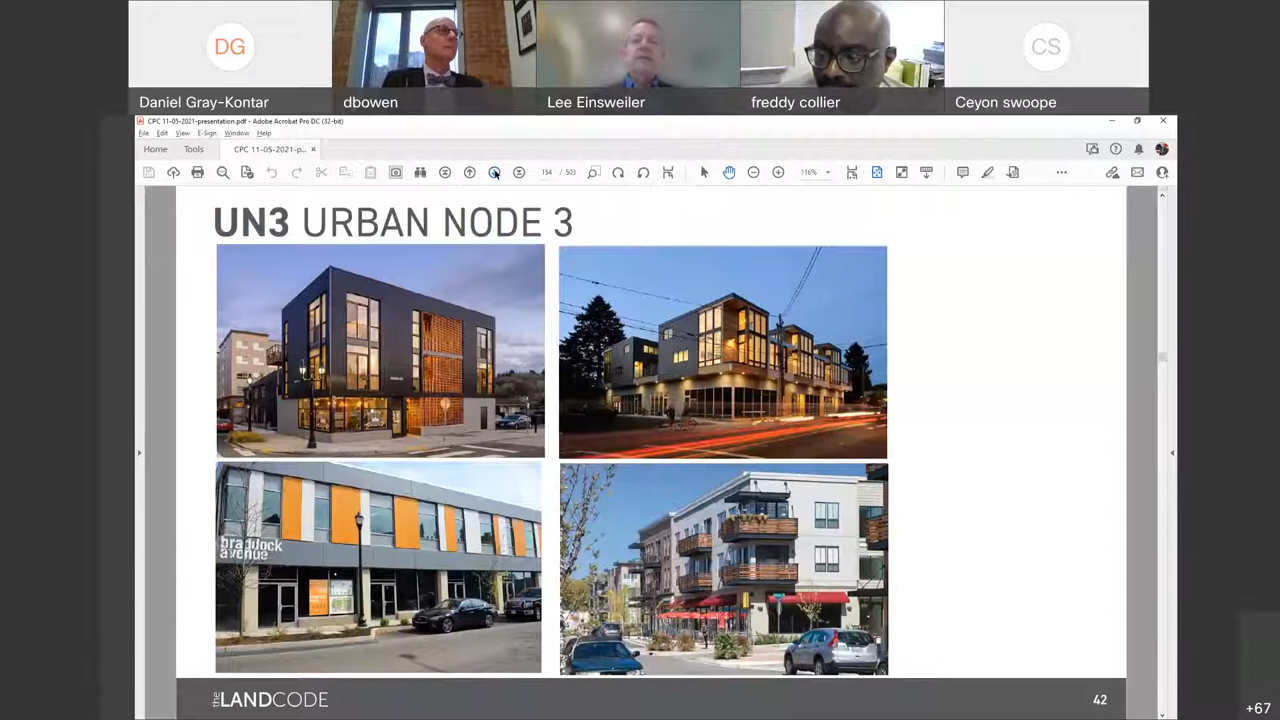 DG
CS
Daniel Gray-Kontar
dbowen
Lee Einsweiler
freddy collier
Ceyon swoope
CPC 11-05-2021-presentation.pdf - Adobe Acrobat Pro DC (32-bit)
File Edit View E-Sign Window Help
Home Tools CPC 11-05-2021-p... ×
154 / 503
116%
UN3 URBAN NODE 3
braddock
avenue
the LANDCODE
42
+67